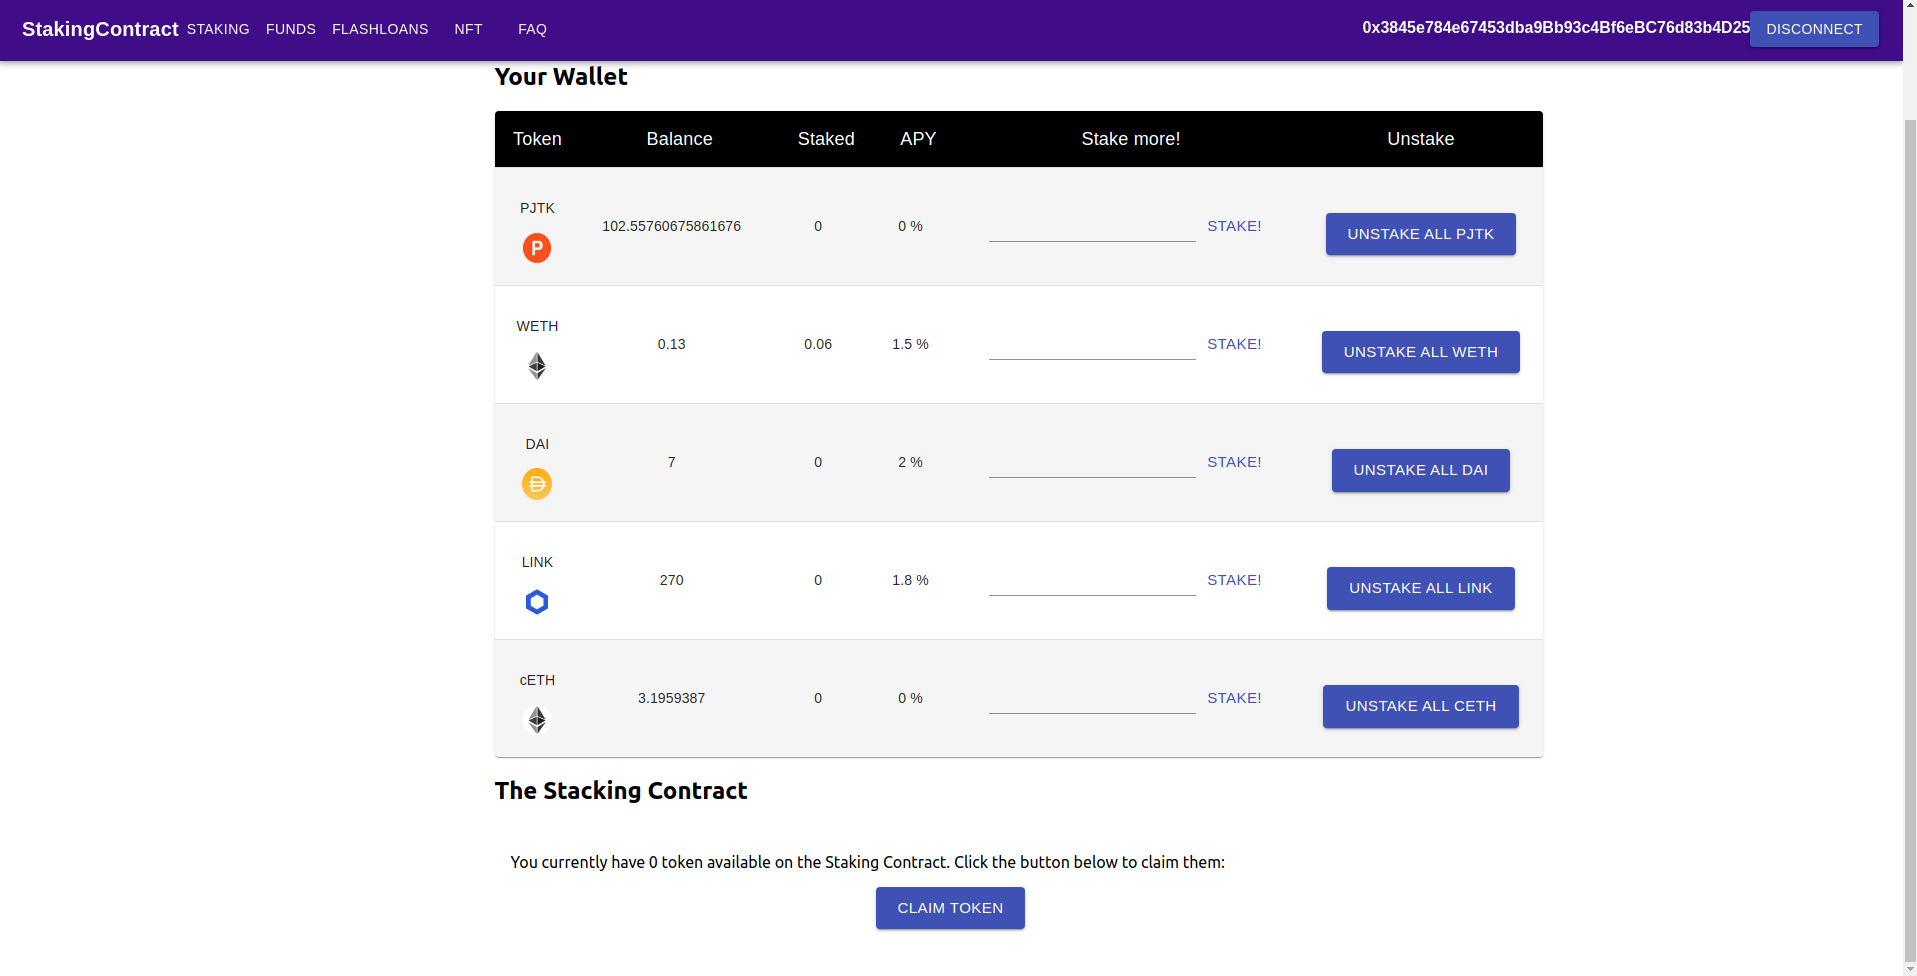 StakingContract STAKING FUNDS FLASHLOANS NFT FAQ 0x3845e784e67453dba9Bb93c4Bf6eBC76d83b4D25 DISCONNECT
Your Wallet
Token Balance Staked APY Stake more! Unstake
PJTK
P
102.55760675861676 0 0 % STAKE! UNSTAKE ALL PJTK
WETH
0.13 0.06 1.5 % STAKE! UNSTAKE ALL WETH
DAI
7 0 2 % STAKE! UNSTAKE ALL DAI
LINK
270 0 1.8 % STAKE! UNSTAKE ALL LINK
cETH
3.1959387 0 0 % STAKE! UNSTAKE ALL CETH
The Stacking Contract
You currently have 0 token available on the Staking Contract. Click the button below to claim them:
CLAIM TOKEN